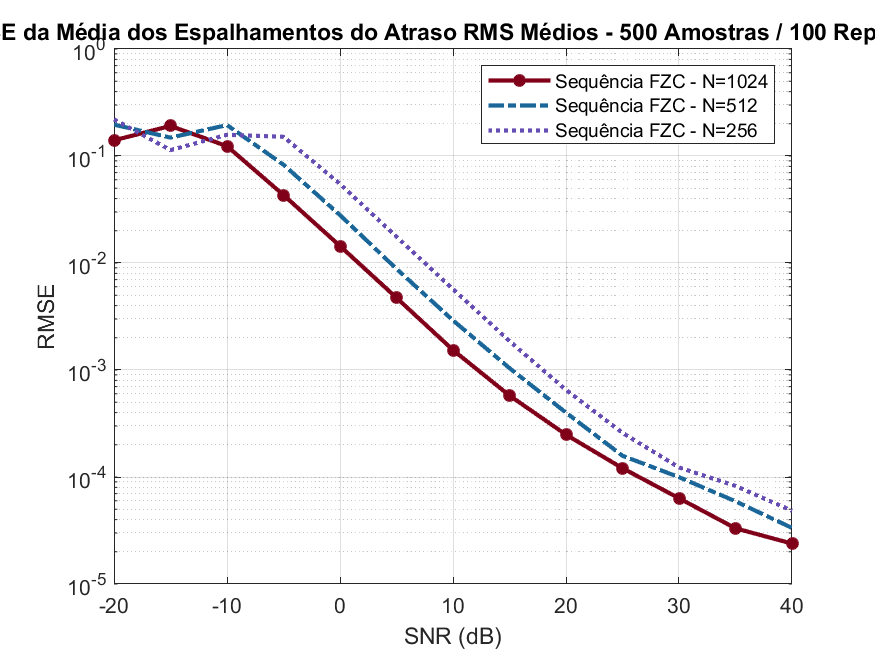 E da Média dos Espalhamentos do Atraso RMS Médios - 500 Amostras / 100 Rep
10^0
10^-1
10^-2
10^-3
10^-4
10^-5
RMSE
Sequência FZC - N=1024
Sequência FZC - N=512
Sequência FZC - N=256
-20 -10 0 10 20 30 40
SNR (dB)